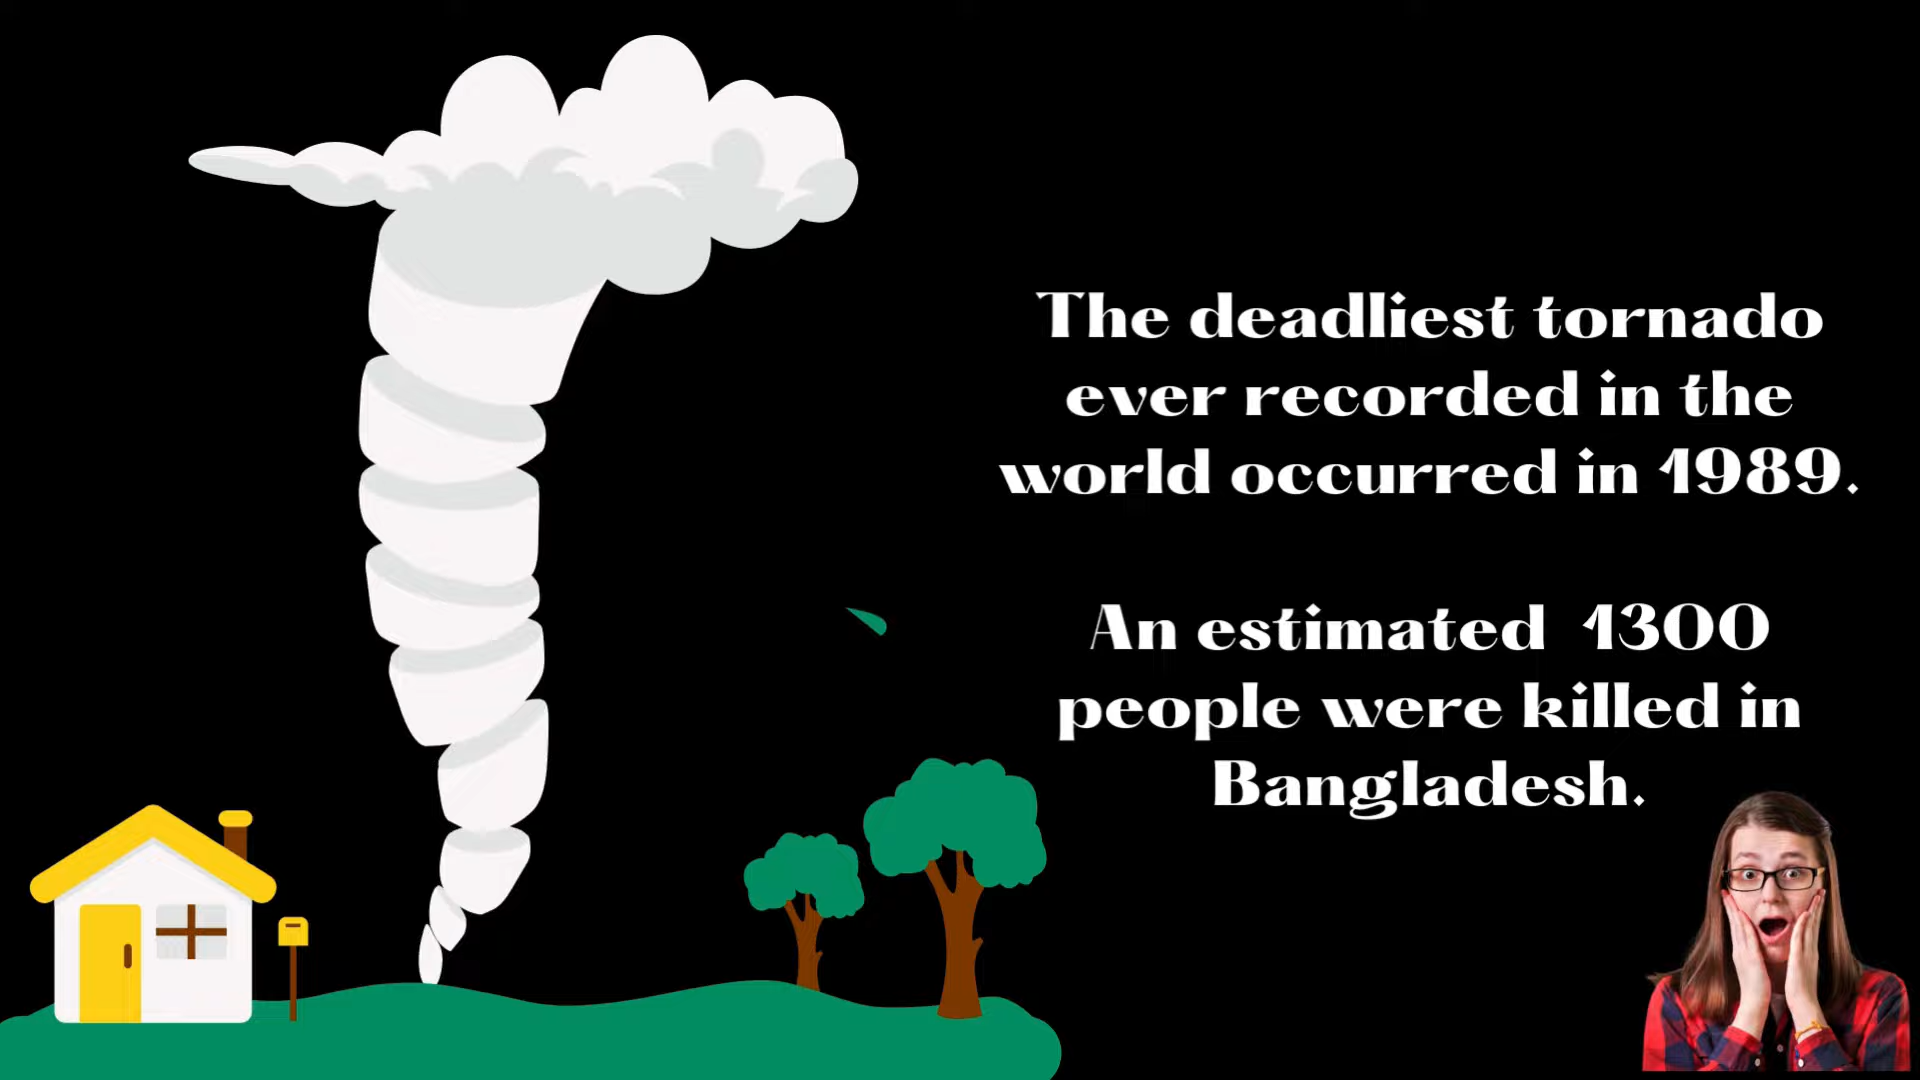 The deadliest tornado
ever recorded in the
world occurred in 1989.
An estimated 1300
people were killed in
Bangladesh.